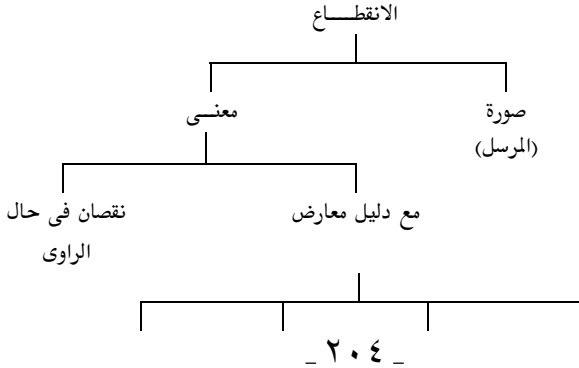 الانقطـــاع
صورة
(المرسل)
معنـــى
مع دليل معارض
نقصان فى حال
الراوى
_ ٢٠٤ _